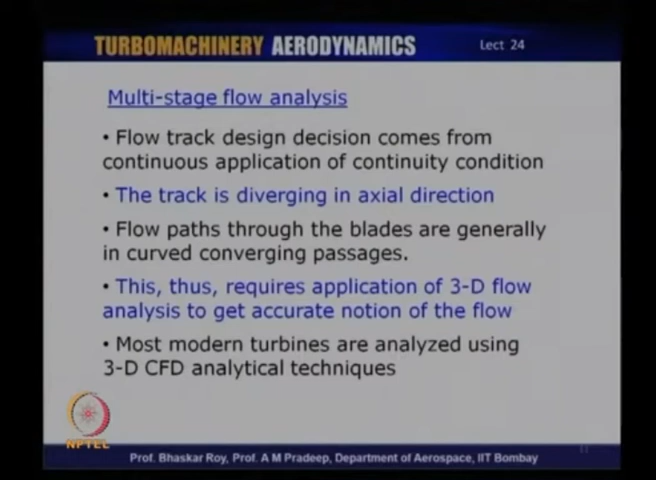 TURBOMACHINERY AERODYNAMICS Lect 24
Multi-stage flow analysis
• Flow track design decision comes from
continuous application of continuity condition
• The track is diverging in axial direction
• Flow paths through the blades are generally
in curved converging passages.
• This, thus, requires application of 3-D flow
analysis to get accurate notion of the flow
• Most modern turbines are analyzed using
3-D CFD analytical techniques
NPTEL
Prof. Bhaskar Roy, Prof. A M Pradeep, Department of Aerospace, IIT Bombay